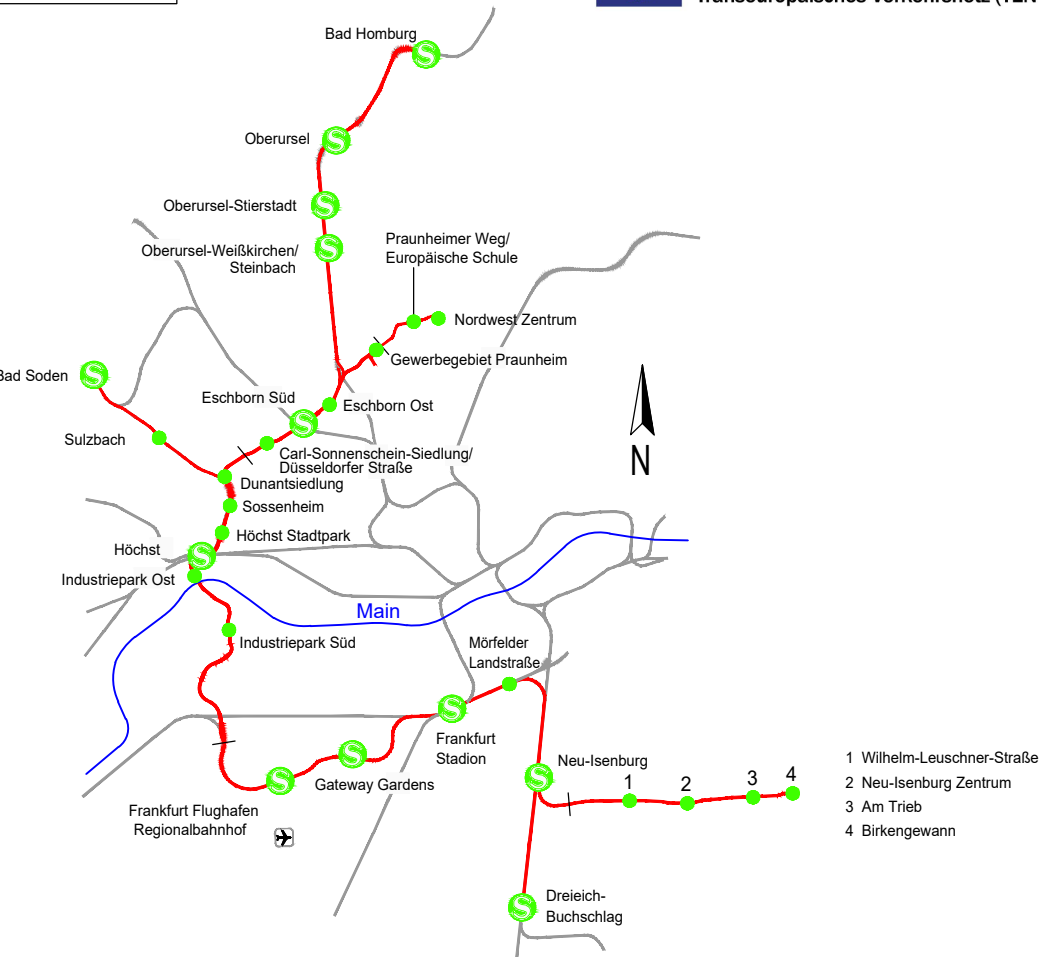 Transeuropäisches Verkehrsnetz (TEN
Bad Homburg
S
Oberursel
S
Oberursel-Stierstadt
S
Oberursel-Weißkirchen/
Steinbach
S
Praunheimer Weg/
Europäische Schule
Nordwest Zentrum
Gewerbegebiet Praunheim
Bad Soden
S
Eschborn Süd
S
Eschborn Ost
Sulzbach
Carl-Sonnenschein-Siedlung/
Düsseldorfer Straße
Dunantsiedlung
Sossenheim
Höchst Stadtpark
Höchst
S
Industriepark Ost
Main
Industriepark Süd
Mörfelder
Landstraße
S
Frankfurt
Stadion
S
Gateway Gardens
S
Frankfurt Flughafen
Regionalbahnhof
Neu-Isenburg
S
1
2
3
4
S
Dreieich-
Buchschlag
N
1 Wilhelm-Leuschner-Straße
2 Neu-Isenburg Zentrum
3 Am Trieb
4 Birkengewann